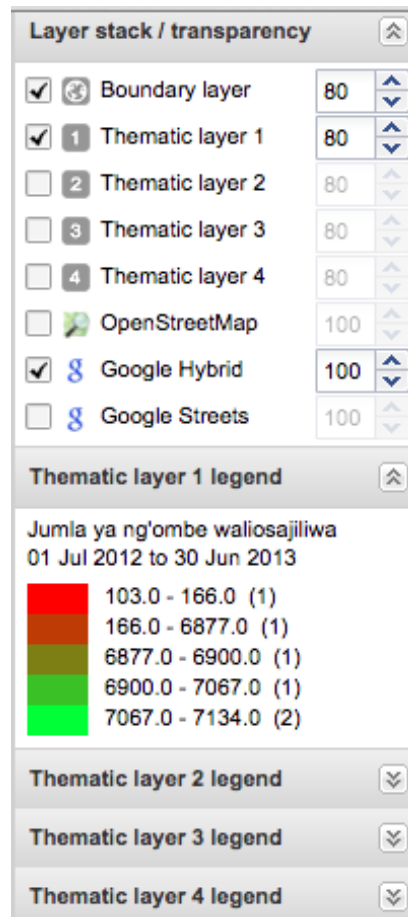 Layer stack / transparency
Boundary layer 80
1 Thematic layer 1 80
2 Thematic layer 2 80
3 Thematic layer 3 80
4 Thematic layer 4 80
OpenStreetMap 100
g Google Hybrid 100
g Google Streets 100
Thematic layer 1 legend
Jumla ya ng'ombe waliosajiliwa
01 Jul 2012 to 30 Jun 2013
103.0 - 166.0 (1)
166.0 - 6877.0 (1)
6877.0 - 6900.0 (1)
6900.0 - 7067.0 (1)
7067.0 - 7134.0 (2)
Thematic layer 2 legend
Thematic layer 3 legend
Thematic layer 4 legend